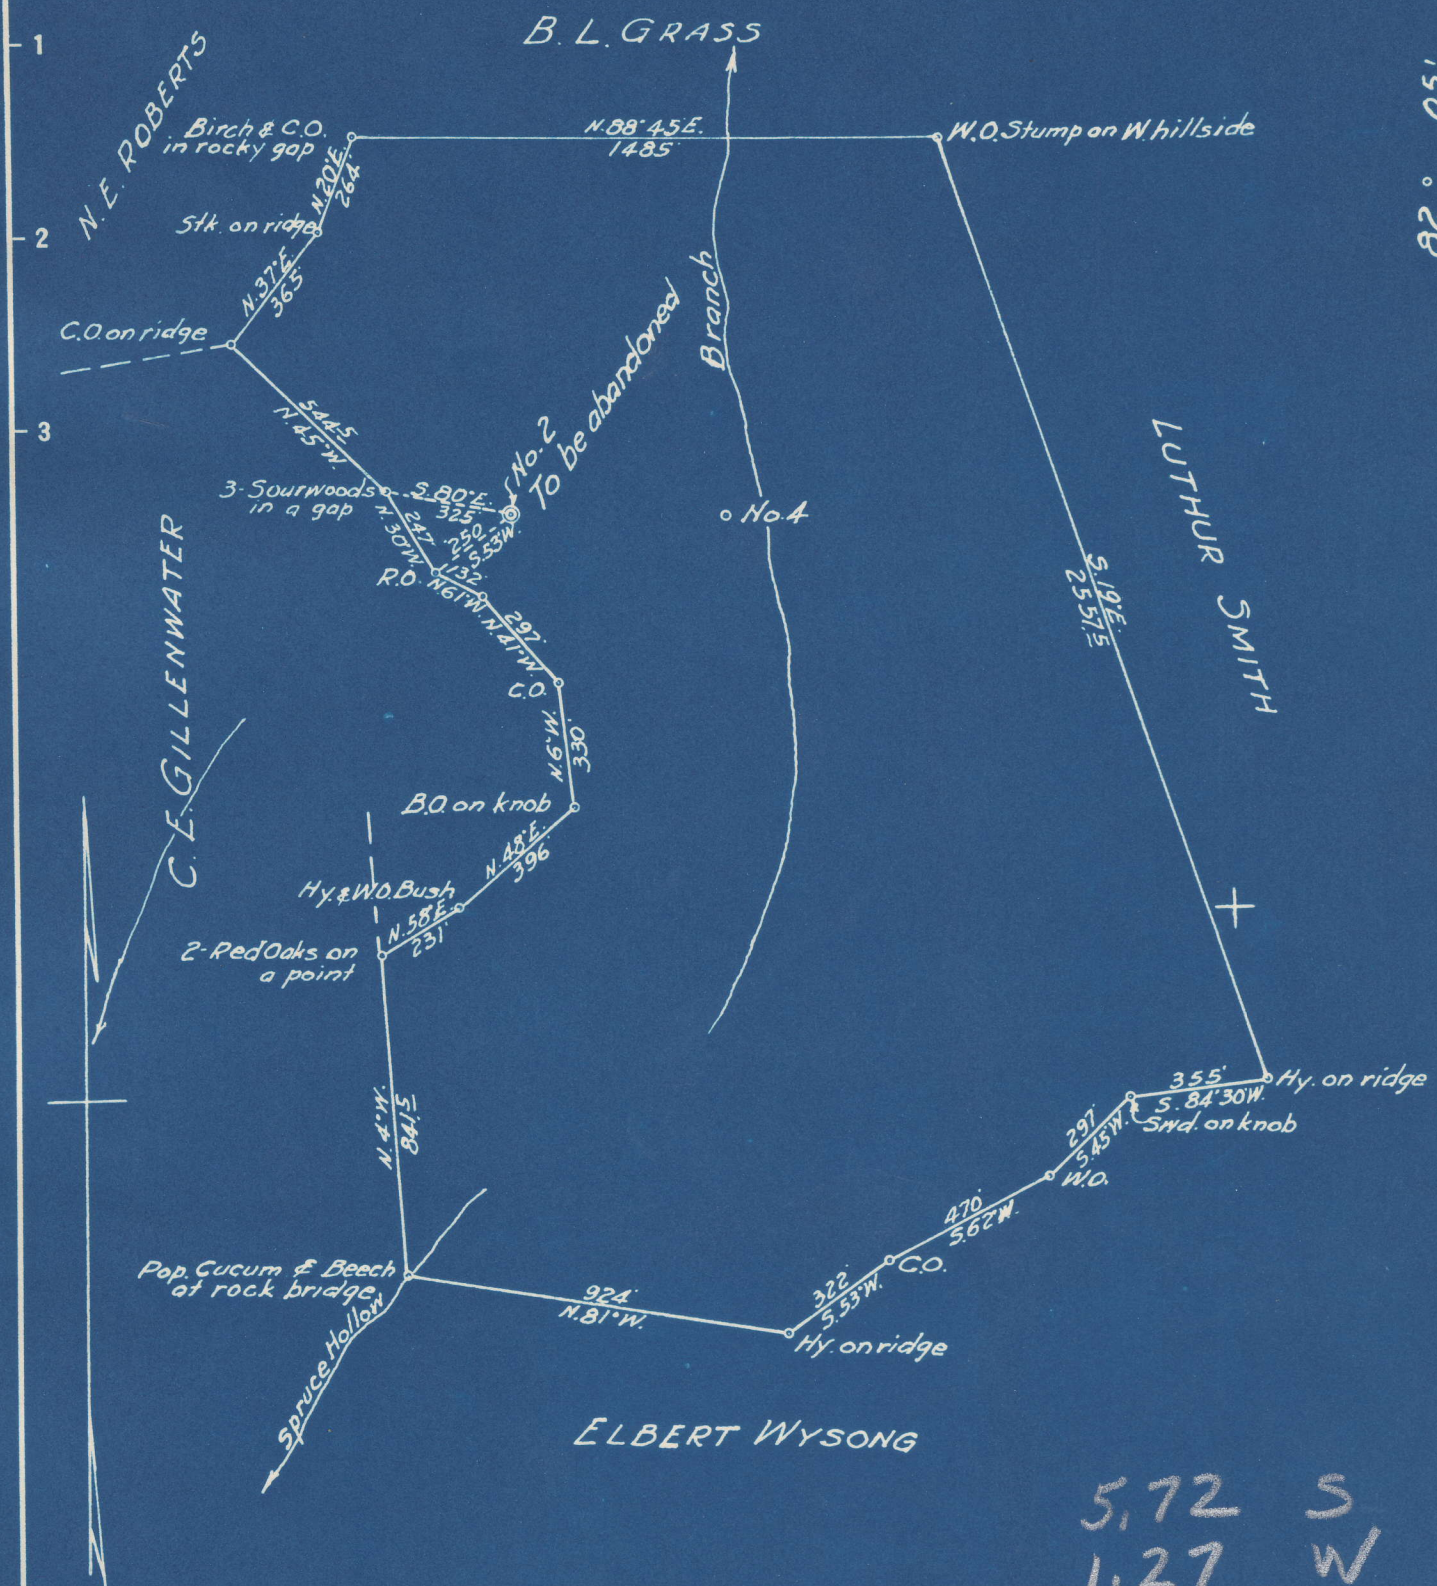 B. L. GRASS
1
N. E. ROBERTS
Birch & C.O.
in rocky gap
N. 88° 45' E.
1485'
W.O. Stump on W. hillside
N. 20° E.
264'
Stk. on ridge
2
N. 37° E.
365'
C.O. on ridge
Branch
3
544.5
N. 45° W.
No. 2
To be abandoned
3-Sourwoods
in a gap
S. 80° E.
325'
No. 4
247'
N. 30° W.
250'
S. 53° W.
R.O.
132'
N. 61° W.
297'
N. 41° W.
C.O.
C. E. GILLENWATER
LUTHUR SMITH
S. 19° E.
2557.5
N. 6° W.
330'
B.O. on knob
N. 48° E.
396'
Hy. & W.O. Bush
N. 58° E.
231'
2-Red Oaks on
a point
N. 4° W.
841.5
355'
S. 84° 30' W.
Hy. on ridge
Swd. on knob
297'
S. 45° W.
W.O.
470'
S. 62° W.
C.O.
322'
S. 53° W.
Hy. on ridge
Pop. Cucum & Beech
at rock bridge
924'
N. 81° W.
Spruce Hollow
ELBERT WYSONG
5.72 S
1.27 W